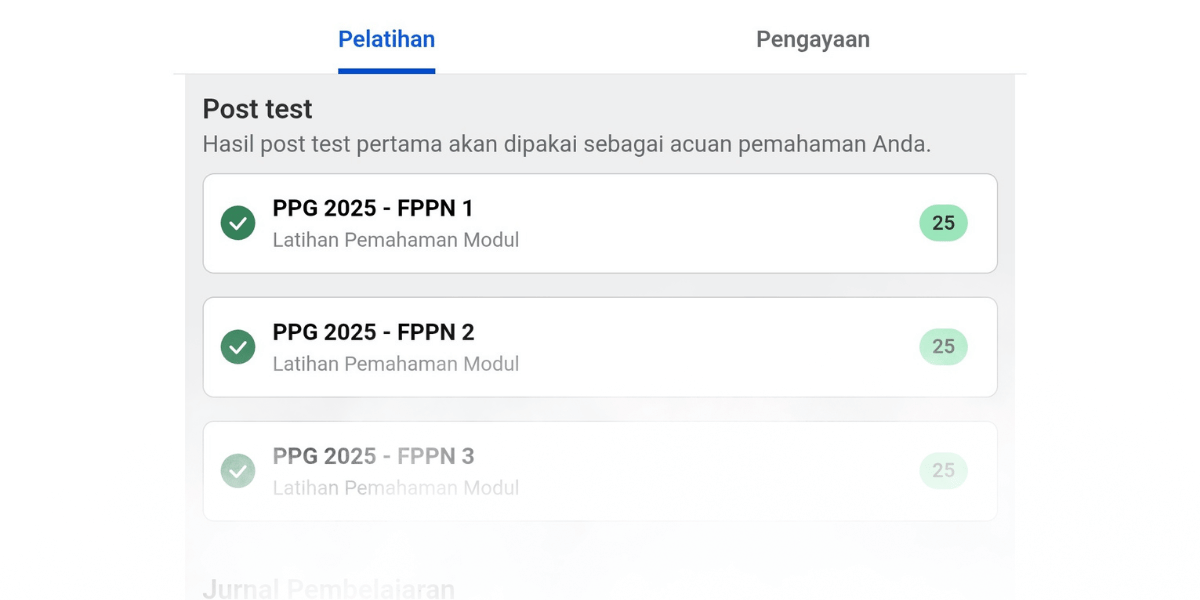 Pelatihan
Pengayaan
Post test
Hasil post test pertama akan dipakai sebagai acuan pemahaman Anda.
PPG 2025 - FPPN 1
Latihan Pemahaman Modul
25
PPG 2025 - FPPN 2
Latihan Pemahaman Modul
25
PPG 2025 - FPPN 3
Latihan Pemahaman Modul
25
Jurnal Pembelajaran